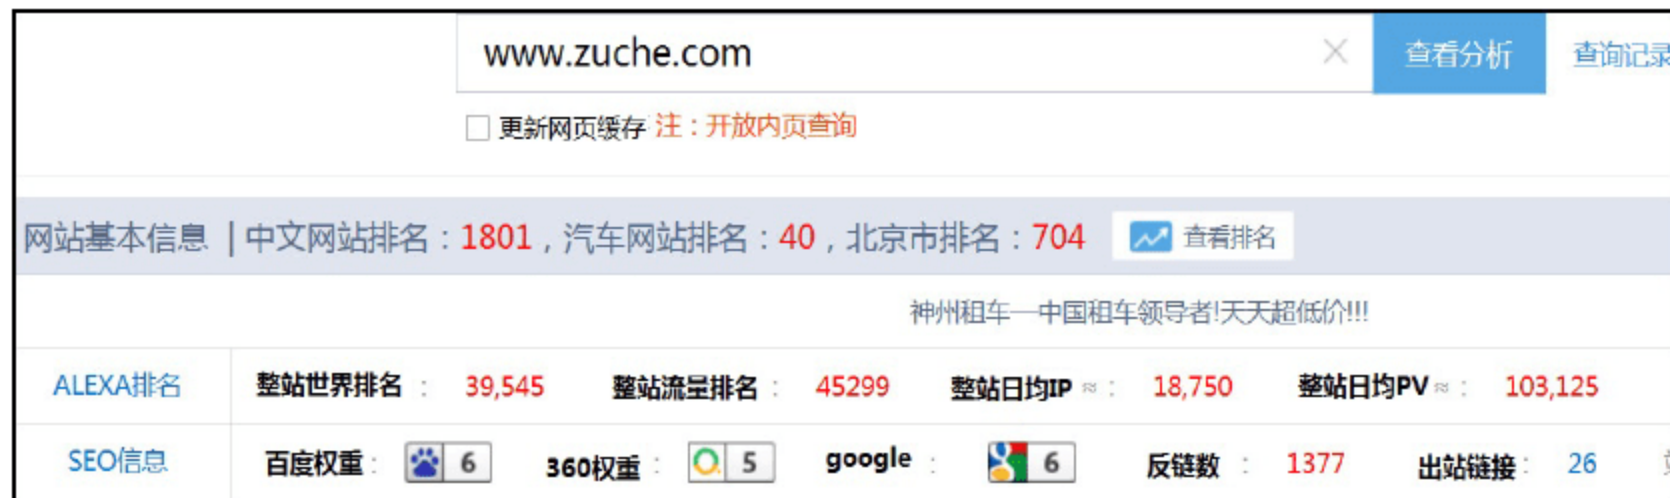 www.zuche.com × 查看分析 查询记录
更新网页缓存 注：开放内页查询
网站基本信息 | 中文网站排名：1801，汽车网站排名：40，北京市排名：704 查看排名
神州租车—中国租车领导者!天天超低价!!!
ALEXA排名 整站世界排名： 39,545 整站流量排名： 45299 整站日均IP≈： 18,750 整站日均PV≈： 103,125
SEO信息 百度权重： 6 360权重： 5 google： 6 反链数： 1377 出站链接： 26